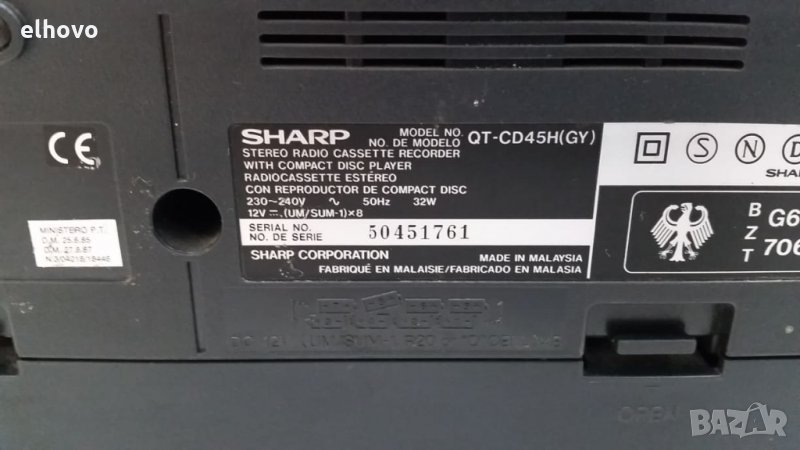 elhovo
CE
MINISTERO P.T.
D.M. 25.6.85
D.M. 27.8.87
SHARP
MODEL NO.
NO. DE MODELO
QT-CD45H(GY)
STEREO RADIO CASSETTE RECORDER
WITH COMPACT DISC PLAYER
RADIOCASSETTE ESTÉREO
CON REPRODUCTOR DE COMPACT DISC
230~240V ∿ 50Hz 32W
12V ⎓ (UM/SUM-1)×8
SERIAL NO.
NO. DE SERIE
50451761
SHARP CORPORATION
MADE IN MALAYSIA
FABRIQUÉ EN MALAISIE/FABRICADO EN MALASIA
S N D
SHAR
B
Z
T
G6
706
OPEN
BAZAR